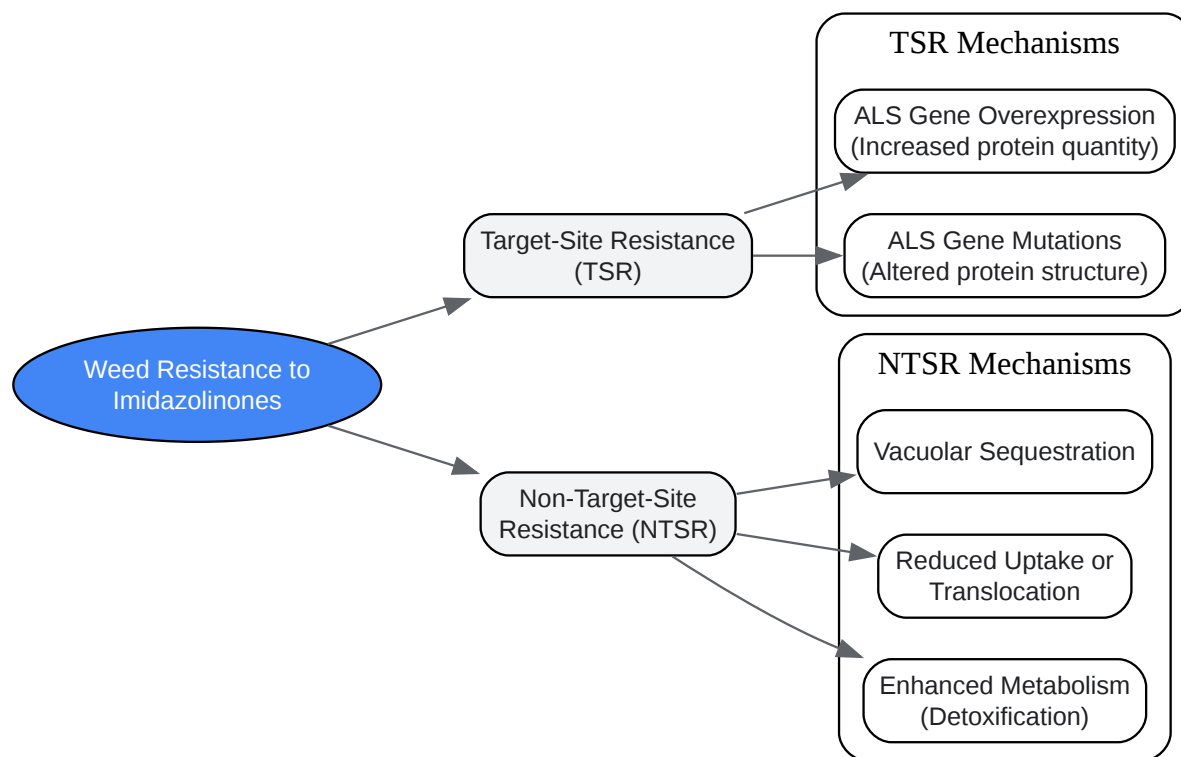 TSR Mechanisms
ALS Gene Overexpression
(Increased protein quantity)
Target-Site Resistance
(TSR)
ALS Gene Mutations
(Altered protein structure)
Weed Resistance to
Imidazolinones
NTSR Mechanisms
Vacuolar Sequestration
Non-Target-Site
Resistance (NTSR)
Reduced Uptake or
Translocation
Enhanced Metabolism
(Detoxification)